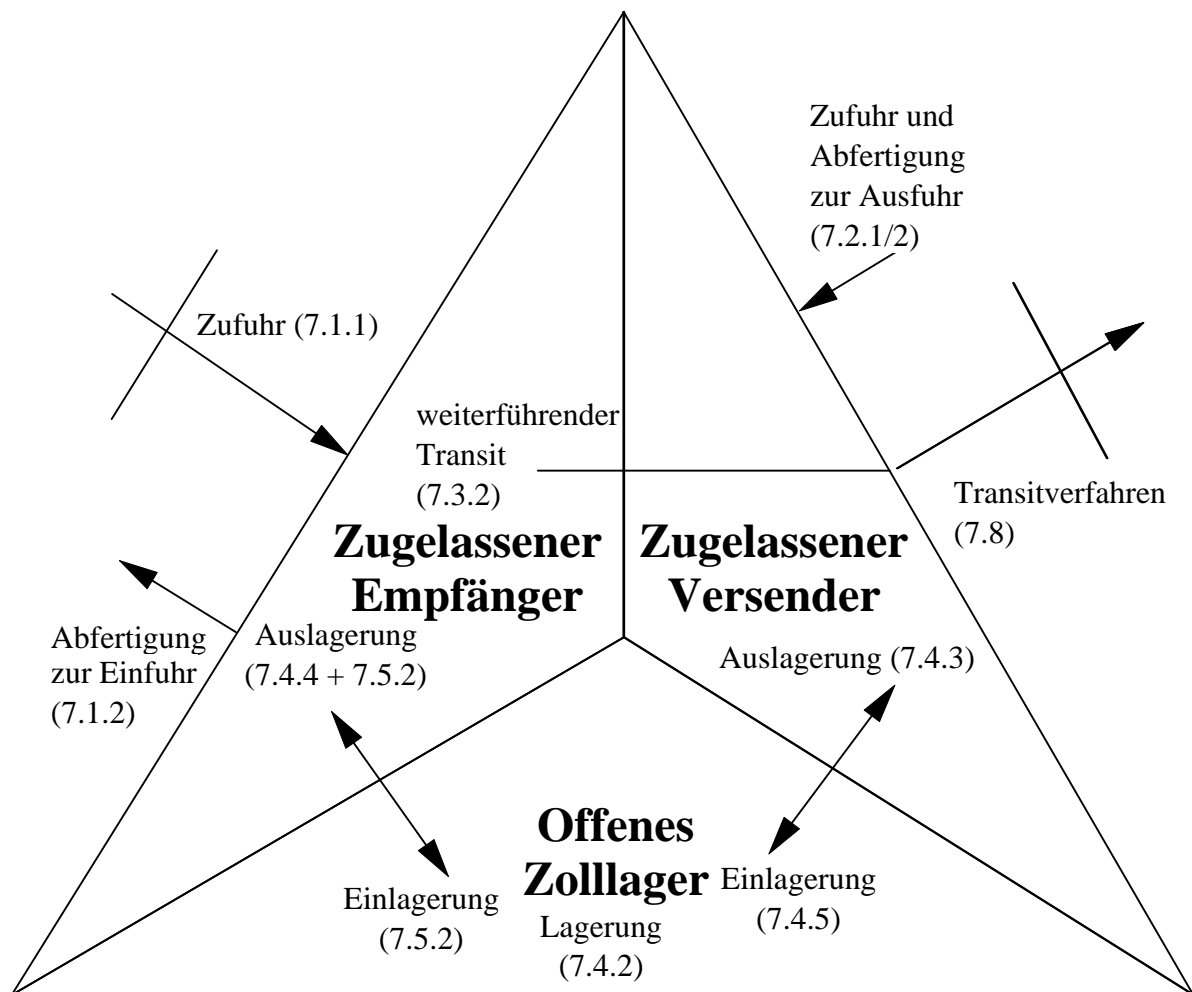 Zufuhr und
Abfertigung
zur Ausfuhr
(7.2.1/2)
Zufuhr (7.1.1)
weiterführender
Transit
(7.3.2)
Transitverfahren
(7.8)
Zugelassener
Empfänger
Zugelassener
Versender
Abfertigung
zur Einfuhr
(7.1.2)
Auslagerung
(7.4.4 + 7.5.2)
Auslagerung (7.4.3)
Offenes
Zolllager
Einlagerung
(7.5.2)
Lagerung
(7.4.2)
Einlagerung
(7.4.5)